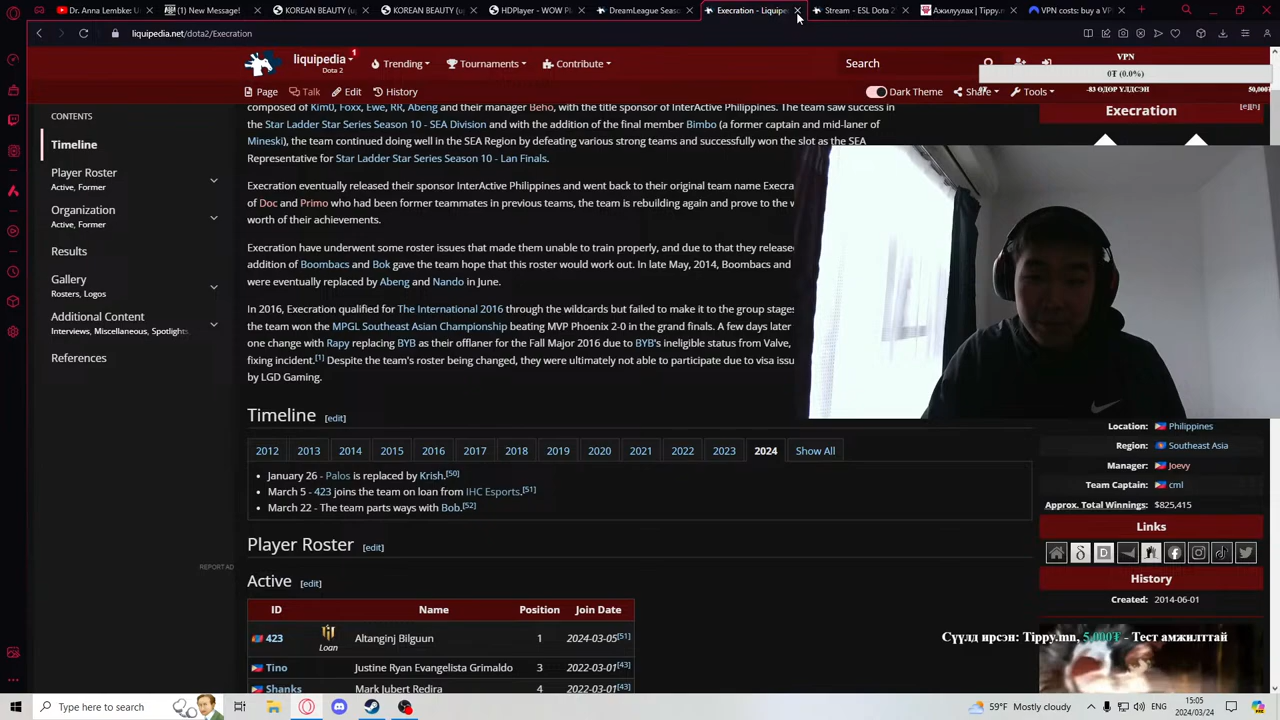 Dr. Anna Lembke: U
(1) New Message!
KOREAN BEAUTY (ф
KOREAN BEAUTY (ф
HDPlayer - WOW Pl
DreamLeague Seas
Execration - Liquipe
Stream - ESL Dota 2
Ажиллуулах | Tippy.m
VPN costs: buy a VP
liquipedia.net/dota2/Execration
liquipedia 1
Dota 2
Trending
Tournaments
Contribute
Search
VPN
0₮ (0.0%)
0₮
-83 ӨДӨР ҮЛДСЭН
50,000₮
Page
Talk
Edit
History
Dark Theme
Share
Tools
CONTENTS
Timeline
Player Roster
Active, Former
Organization
Active, Former
Results
Gallery
Rosters, Logos
Additional Content
Interviews, Miscellaneous, Spotlights,
References
REPORT AD
composed of Kim0, Foxx, Ewe, RR, Abeng and their manager Beho, with the title sponsor of InterActive Philippines. The team saw success in
the Star Ladder Star Series Season 10 - SEA Division and with the addition of the final member Bimbo (a former captain and mid-laner of
Mineski), the team continued doing well in the SEA Region by defeating various strong teams and successfully won the slot as the SEA
Representative for Star Ladder Star Series Season 10 - Lan Finals.
Execration eventually released their sponsor InterActive Philippines and went back to their original team name Execra
of Doc and Primo who had been former teammates in previous teams, the team is rebuilding again and prove to the w
worth of their achievements.
Execration have underwent some roster issues that made them unable to train properly, and due to that they released
addition of Boombacs and Bok gave the team hope that this roster would work out. In late May, 2014, Boombacs and
were eventually replaced by Abeng and Nando in June.
In 2016, Execration qualified for The International 2016 through the wildcards but failed to make it to the group stages
the team won the MPGL Southeast Asian Championship beating MVP Phoenix 2-0 in the grand finals. A few days later
one change with Rapy replacing BYB as their offlaner for the Fall Major 2016 due to BYB's ineligible status from Valve,
fixing incident.[1] Despite the team's roster being changed, they were ultimately not able to participate due to visa issu
by LGD Gaming.
Timeline [edit]
2012 2013 2014 2015 2016 2017 2018 2019 2020 2021 2022 2023 2024 Show All
January 26 - Palos is replaced by Krish.[50]
March 5 - 423 joins the team on loan from IHC Esports.[51]
March 22 - The team parts ways with Bob.[52]
Player Roster [edit]
Active [edit]
ID Name Position Join Date
423 Loan Altanginj Bilguun 1 2024-03-05[51]
Tino Justine Ryan Evangelista Grimaldo 3 2022-03-01[43]
Shanks Mark Jubert Redira 4 2022-03-01[43]
[e][h]
Execration
Location: Philippines
Region: Southeast Asia
Manager: Joevy
Team Captain: cml
Approx. Total Winnings: $825,415
Links
History
Created: 2014-06-01
Сүүлд ирсэн: Tippy.mn, 5,000₮ - Тест амжилттай
Type here to search
59°F Mostly cloudy
ENG
15:05
2024/03/24